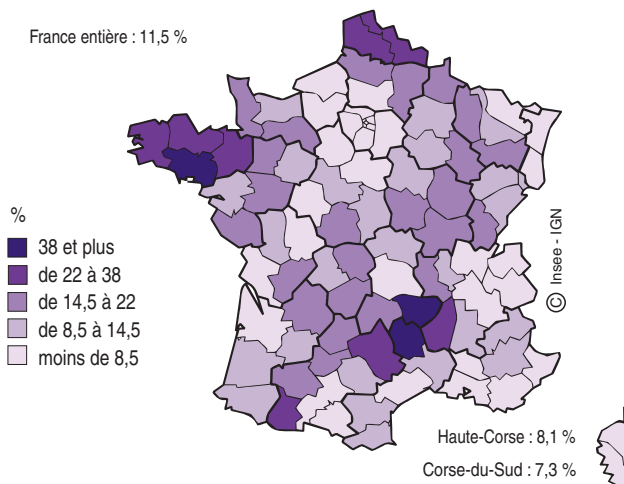 France entière : 11,5 %
%
38 et plus
de 22 à 38
de 14,5 à 22
de 8,5 à 14,5
moins de 8,5
© Insee - IGN
Haute-Corse : 8,1 %
Corse-du-Sud : 7,3 %